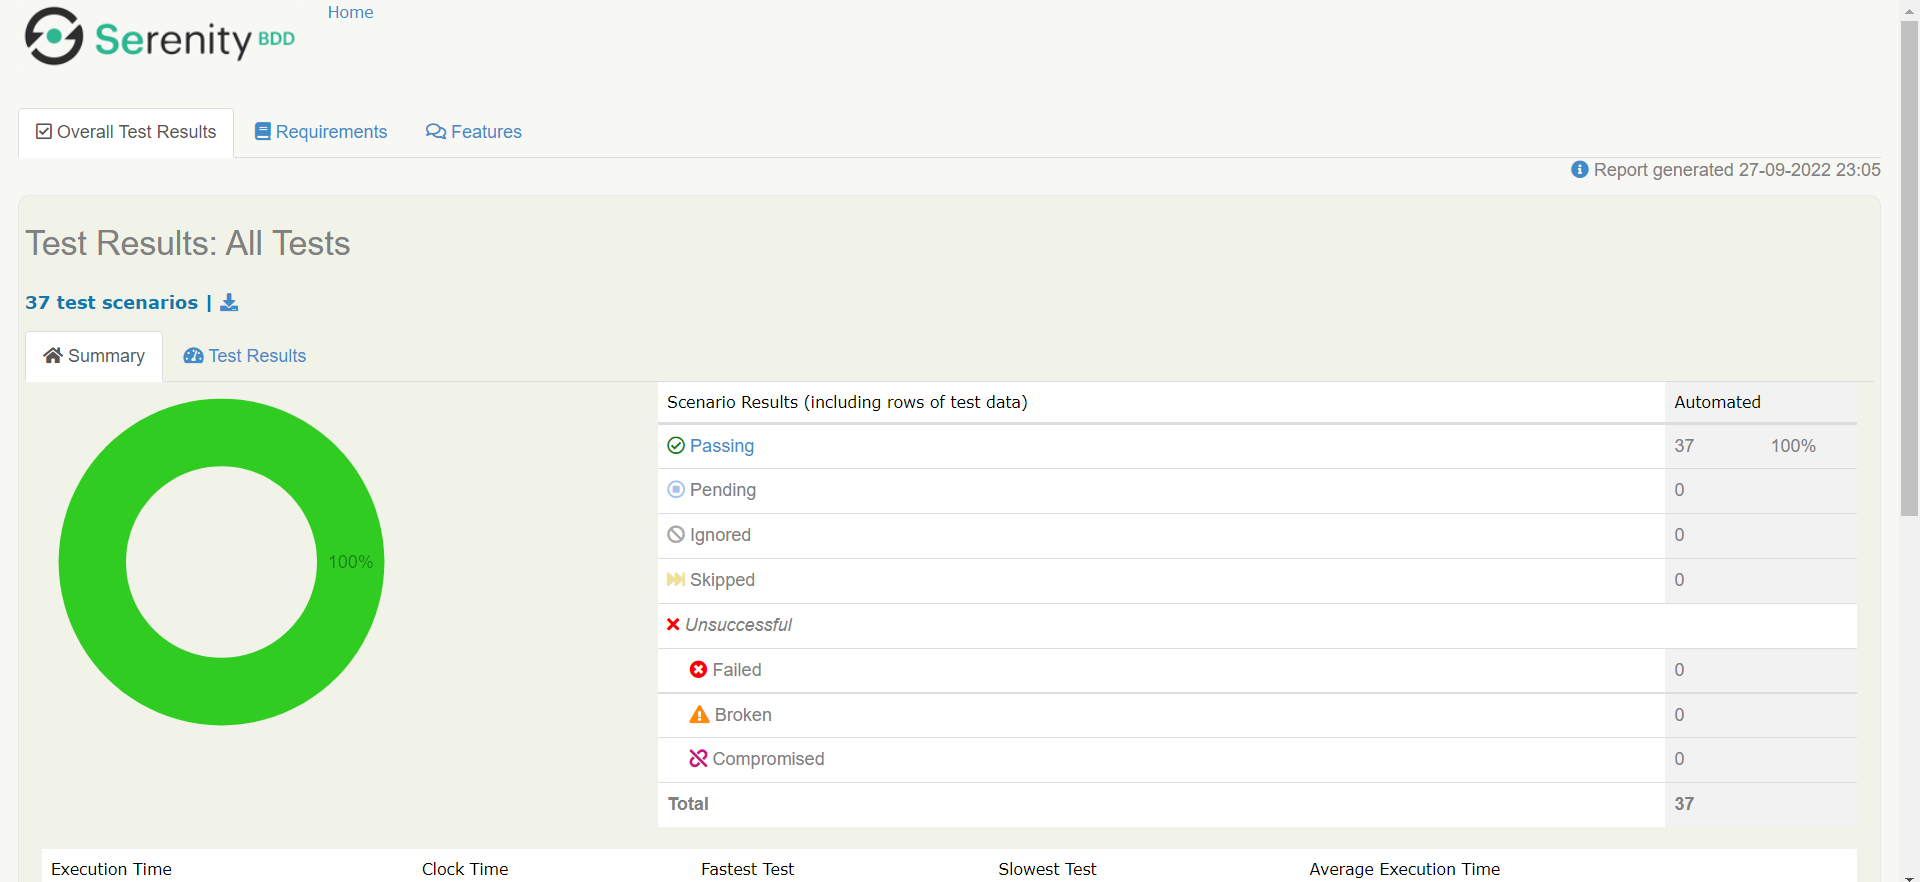 Serenity BDD
Home
Overall Test Results Requirements Features
Report generated 27-09-2022 23:05
Test Results: All Tests
37 test scenarios |
Summary Test Results
100%
Scenario Results (including rows of test data) Automated
Passing 37 100%
Pending 0
Ignored 0
Skipped 0
Unsuccessful
Failed 0
Broken 0
Compromised 0
Total 37
Execution Time Clock Time Fastest Test Slowest Test Average Execution Time